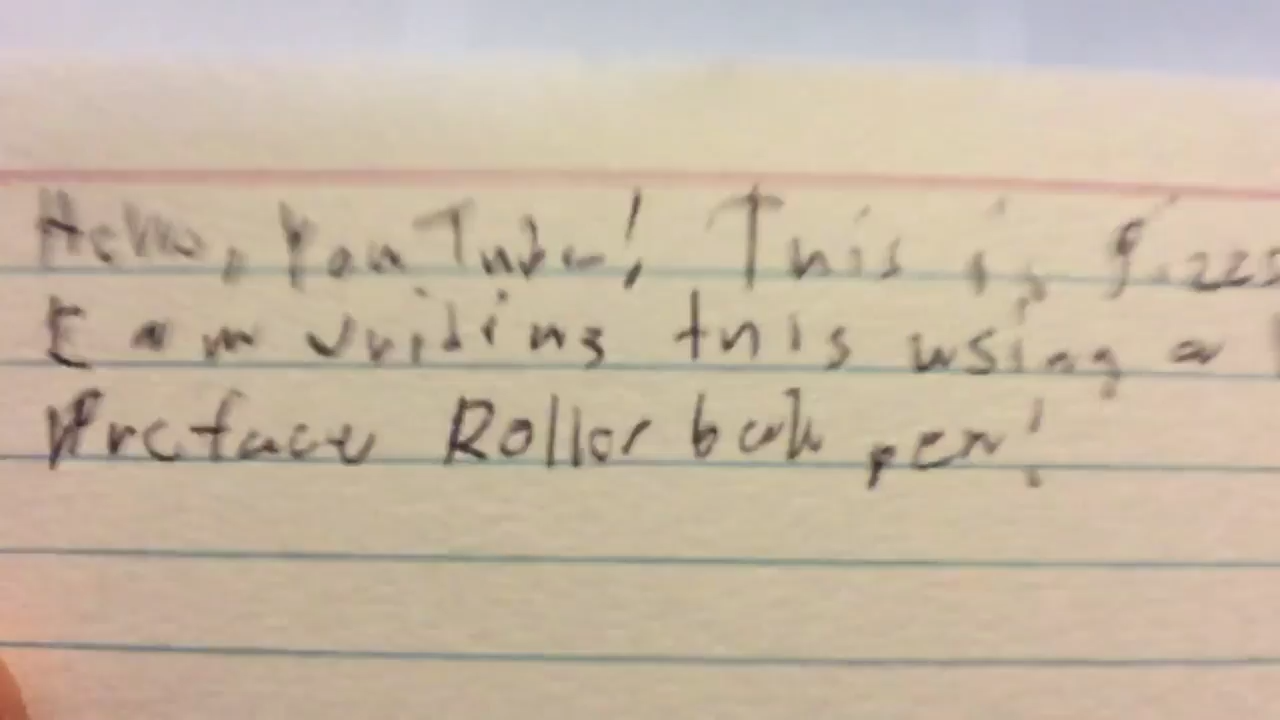 Hello, YouTube! This is
I am writing this using a
Preface Roller ball pen!